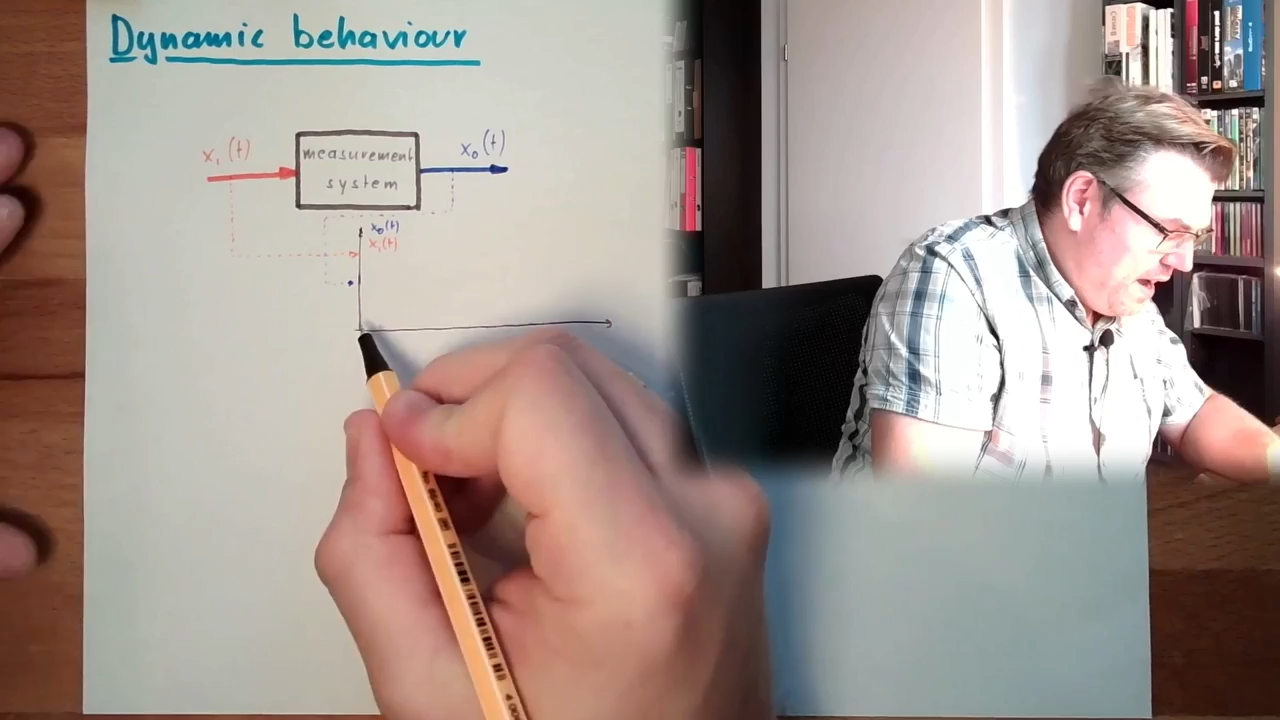 Dynamic behaviour
xᵢ(t)
measurement
system
x₀(t)
x₀(t)
xᵢ(t)